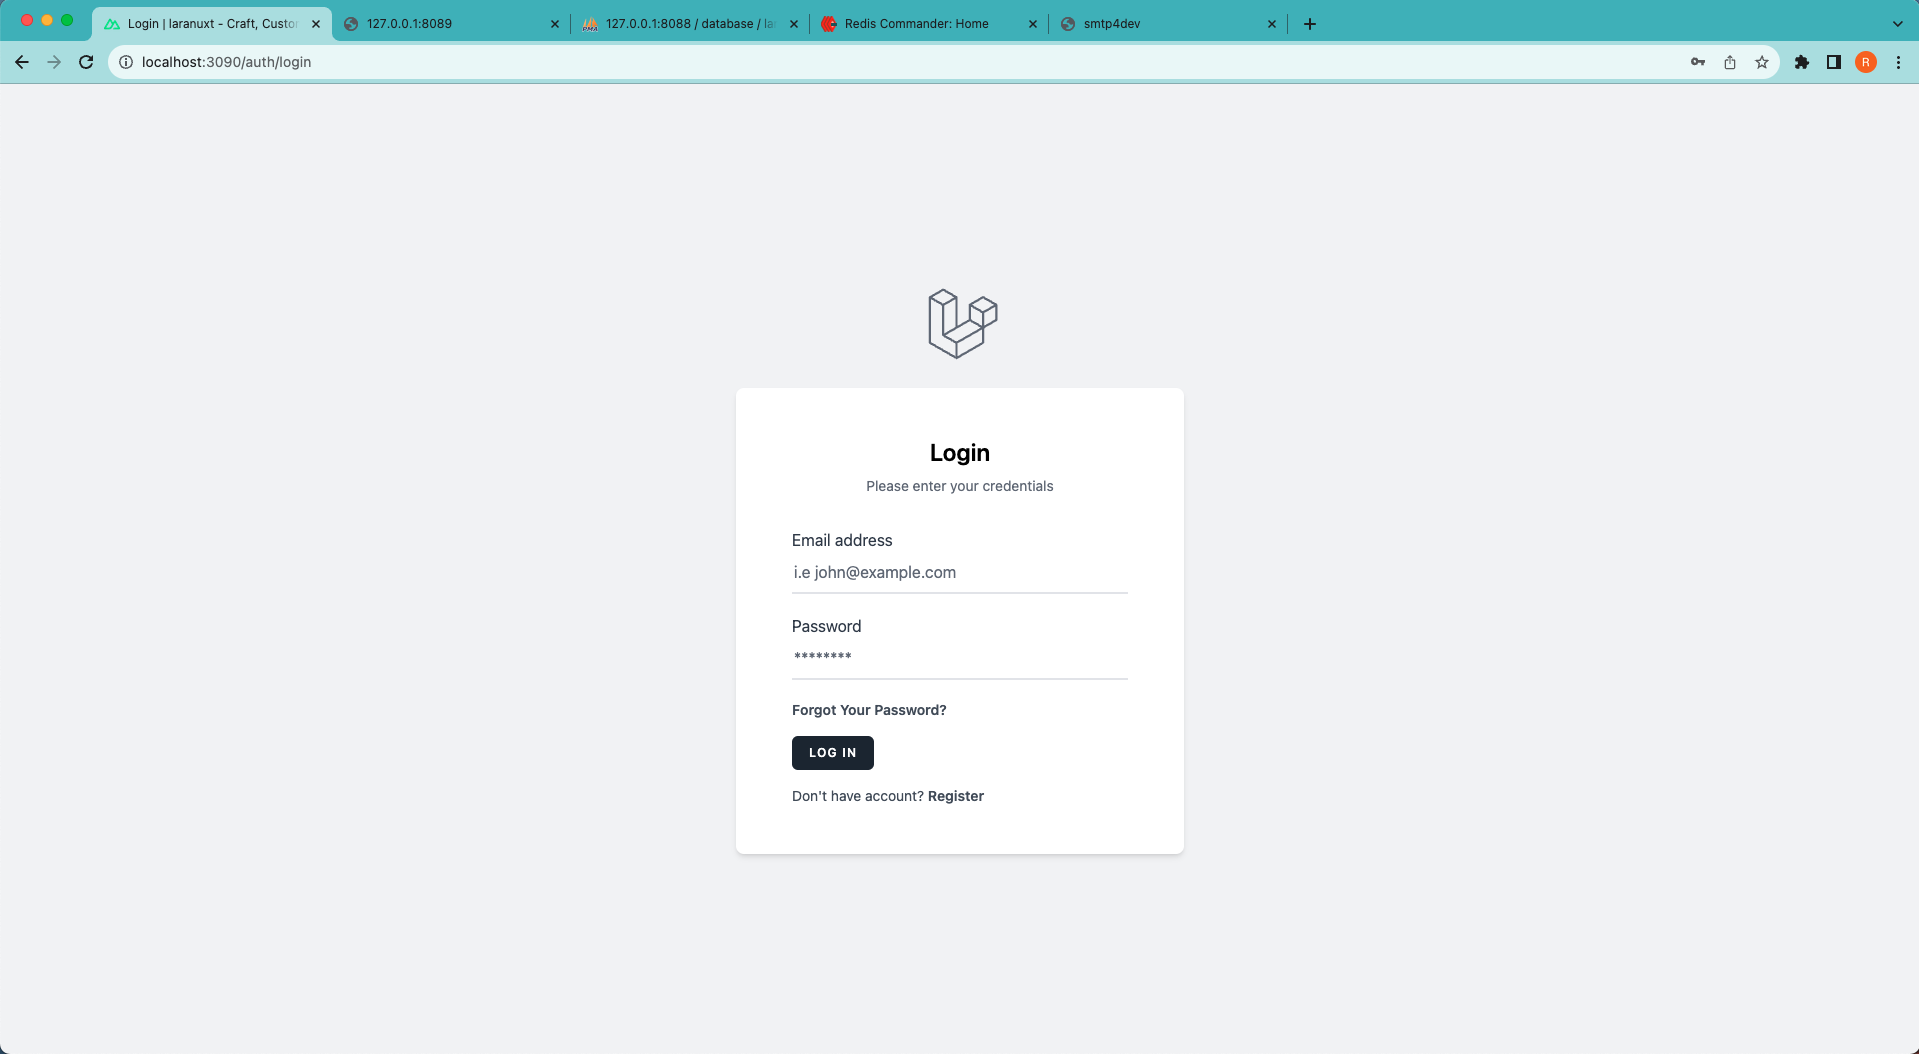 Login | laranuxt - Craft, Custor
127.0.0.1:8089
127.0.0.1:8088 / database / la
Redis Commander: Home
smtp4dev
localhost:3090/auth/login
R
Login
Please enter your credentials
Email address
i.e john@example.com
Password
********
Forgot Your Password?
LOG IN
Don't have account? Register